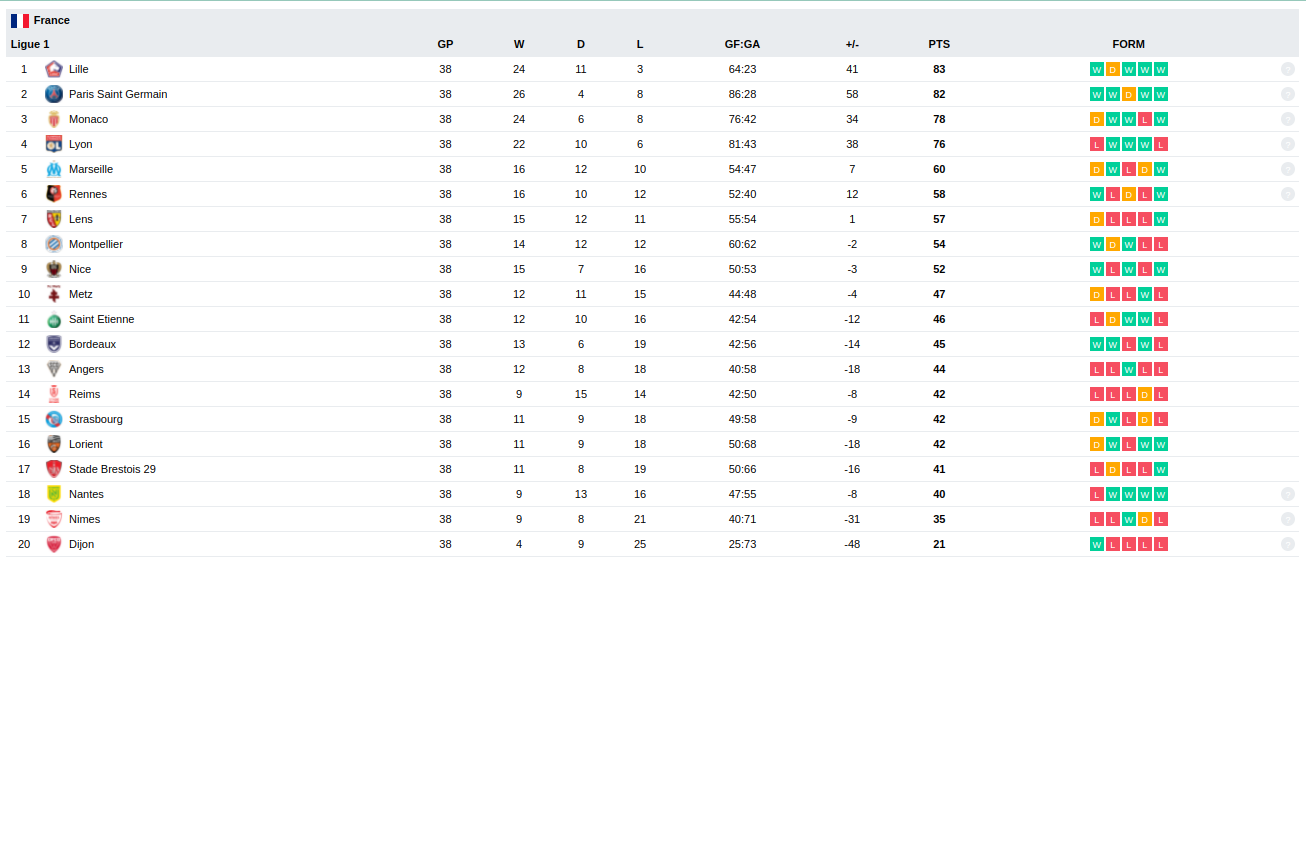 France
Ligue 1 GP W D L GF:GA +/- PTS FORM
1 Lille 38 24 11 3 64:23 41 83 W D W W W ?
2 Paris Saint Germain 38 26 4 8 86:28 58 82 W W D W W ?
3 Monaco 38 24 6 8 76:42 34 78 D W W L W ?
4 Lyon 38 22 10 6 81:43 38 76 L W W W L ?
5 Marseille 38 16 12 10 54:47 7 60 D W L D W ?
6 Rennes 38 16 10 12 52:40 12 58 W L D L W ?
7 Lens 38 15 12 11 55:54 1 57 D L L L W
8 Montpellier 38 14 12 12 60:62 -2 54 W D W L L
9 Nice 38 15 7 16 50:53 -3 52 W L W L W
10 Metz 38 12 11 15 44:48 -4 47 D L L W L
11 Saint Etienne 38 12 10 16 42:54 -12 46 L D W W L
12 Bordeaux 38 13 6 19 42:56 -14 45 W W L W L
13 Angers 38 12 8 18 40:58 -18 44 L L W L L
14 Reims 38 9 15 14 42:50 -8 42 L L L D L
15 Strasbourg 38 11 9 18 49:58 -9 42 D W L D L
16 Lorient 38 11 9 18 50:68 -18 42 D W L W W
17 Stade Brestois 29 38 11 8 19 50:66 -16 41 L D L L W
18 Nantes 38 9 13 16 47:55 -8 40 L W W W W ?
19 Nimes 38 9 8 21 40:71 -31 35 L L W D L ?
20 Dijon 38 4 9 25 25:73 -48 21 W L L L L ?